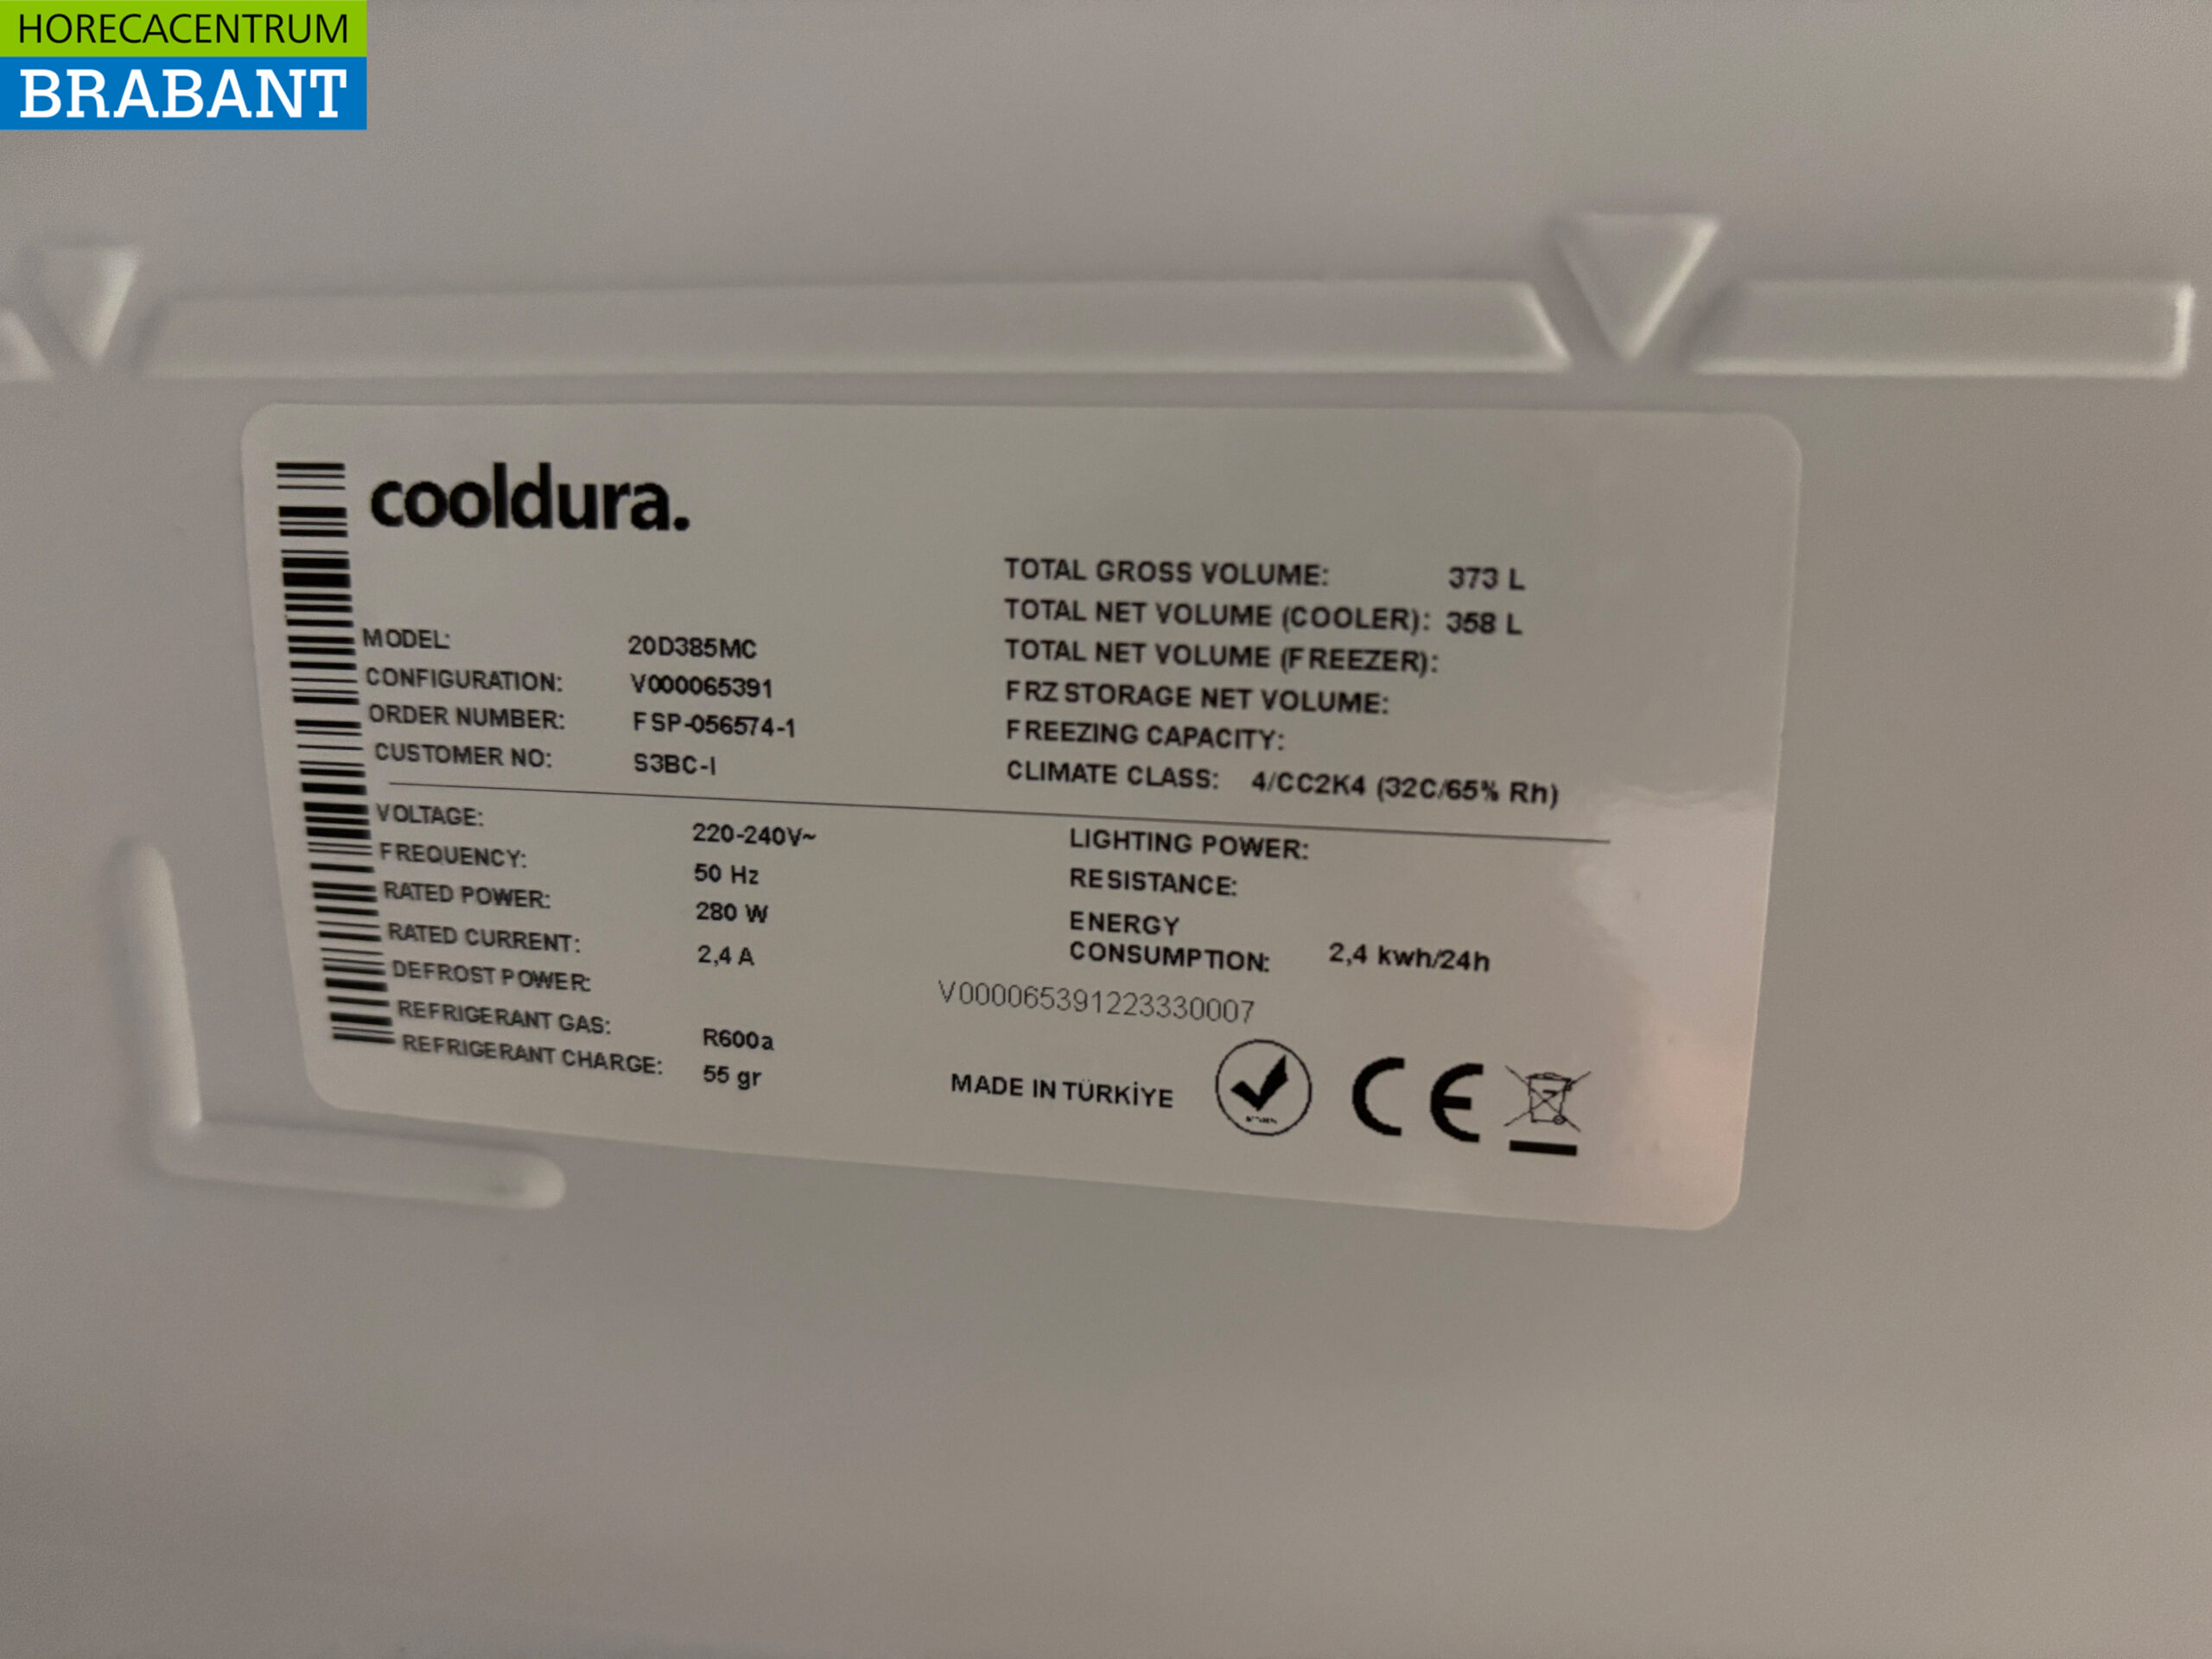 HORECACENTRUM
BRABANT
cooldura.
MODEL: 20D385MC
CONFIGURATION: V000065391
ORDER NUMBER: FSP-056574-1
CUSTOMER NO: S3BC-I
TOTAL GROSS VOLUME: 373 L
TOTAL NET VOLUME (COOLER): 358 L
TOTAL NET VOLUME (FREEZER):
FRZ STORAGE NET VOLUME:
FREEZING CAPACITY:
CLIMATE CLASS: 4/CC2K4 (32C/65% Rh)
VOLTAGE: 220-240V~
FREQUENCY: 50 Hz
RATED POWER: 280 W
RATED CURRENT: 2,4 A
DEFROST POWER:
REFRIGERANT GAS: R600a
REFRIGERANT CHARGE: 55 gr
LIGHTING POWER:
RESISTANCE:
ENERGY
CONSUMPTION: 2,4 kwh/24h
V000065391223330007
MADE IN TÜRKİYE
CE